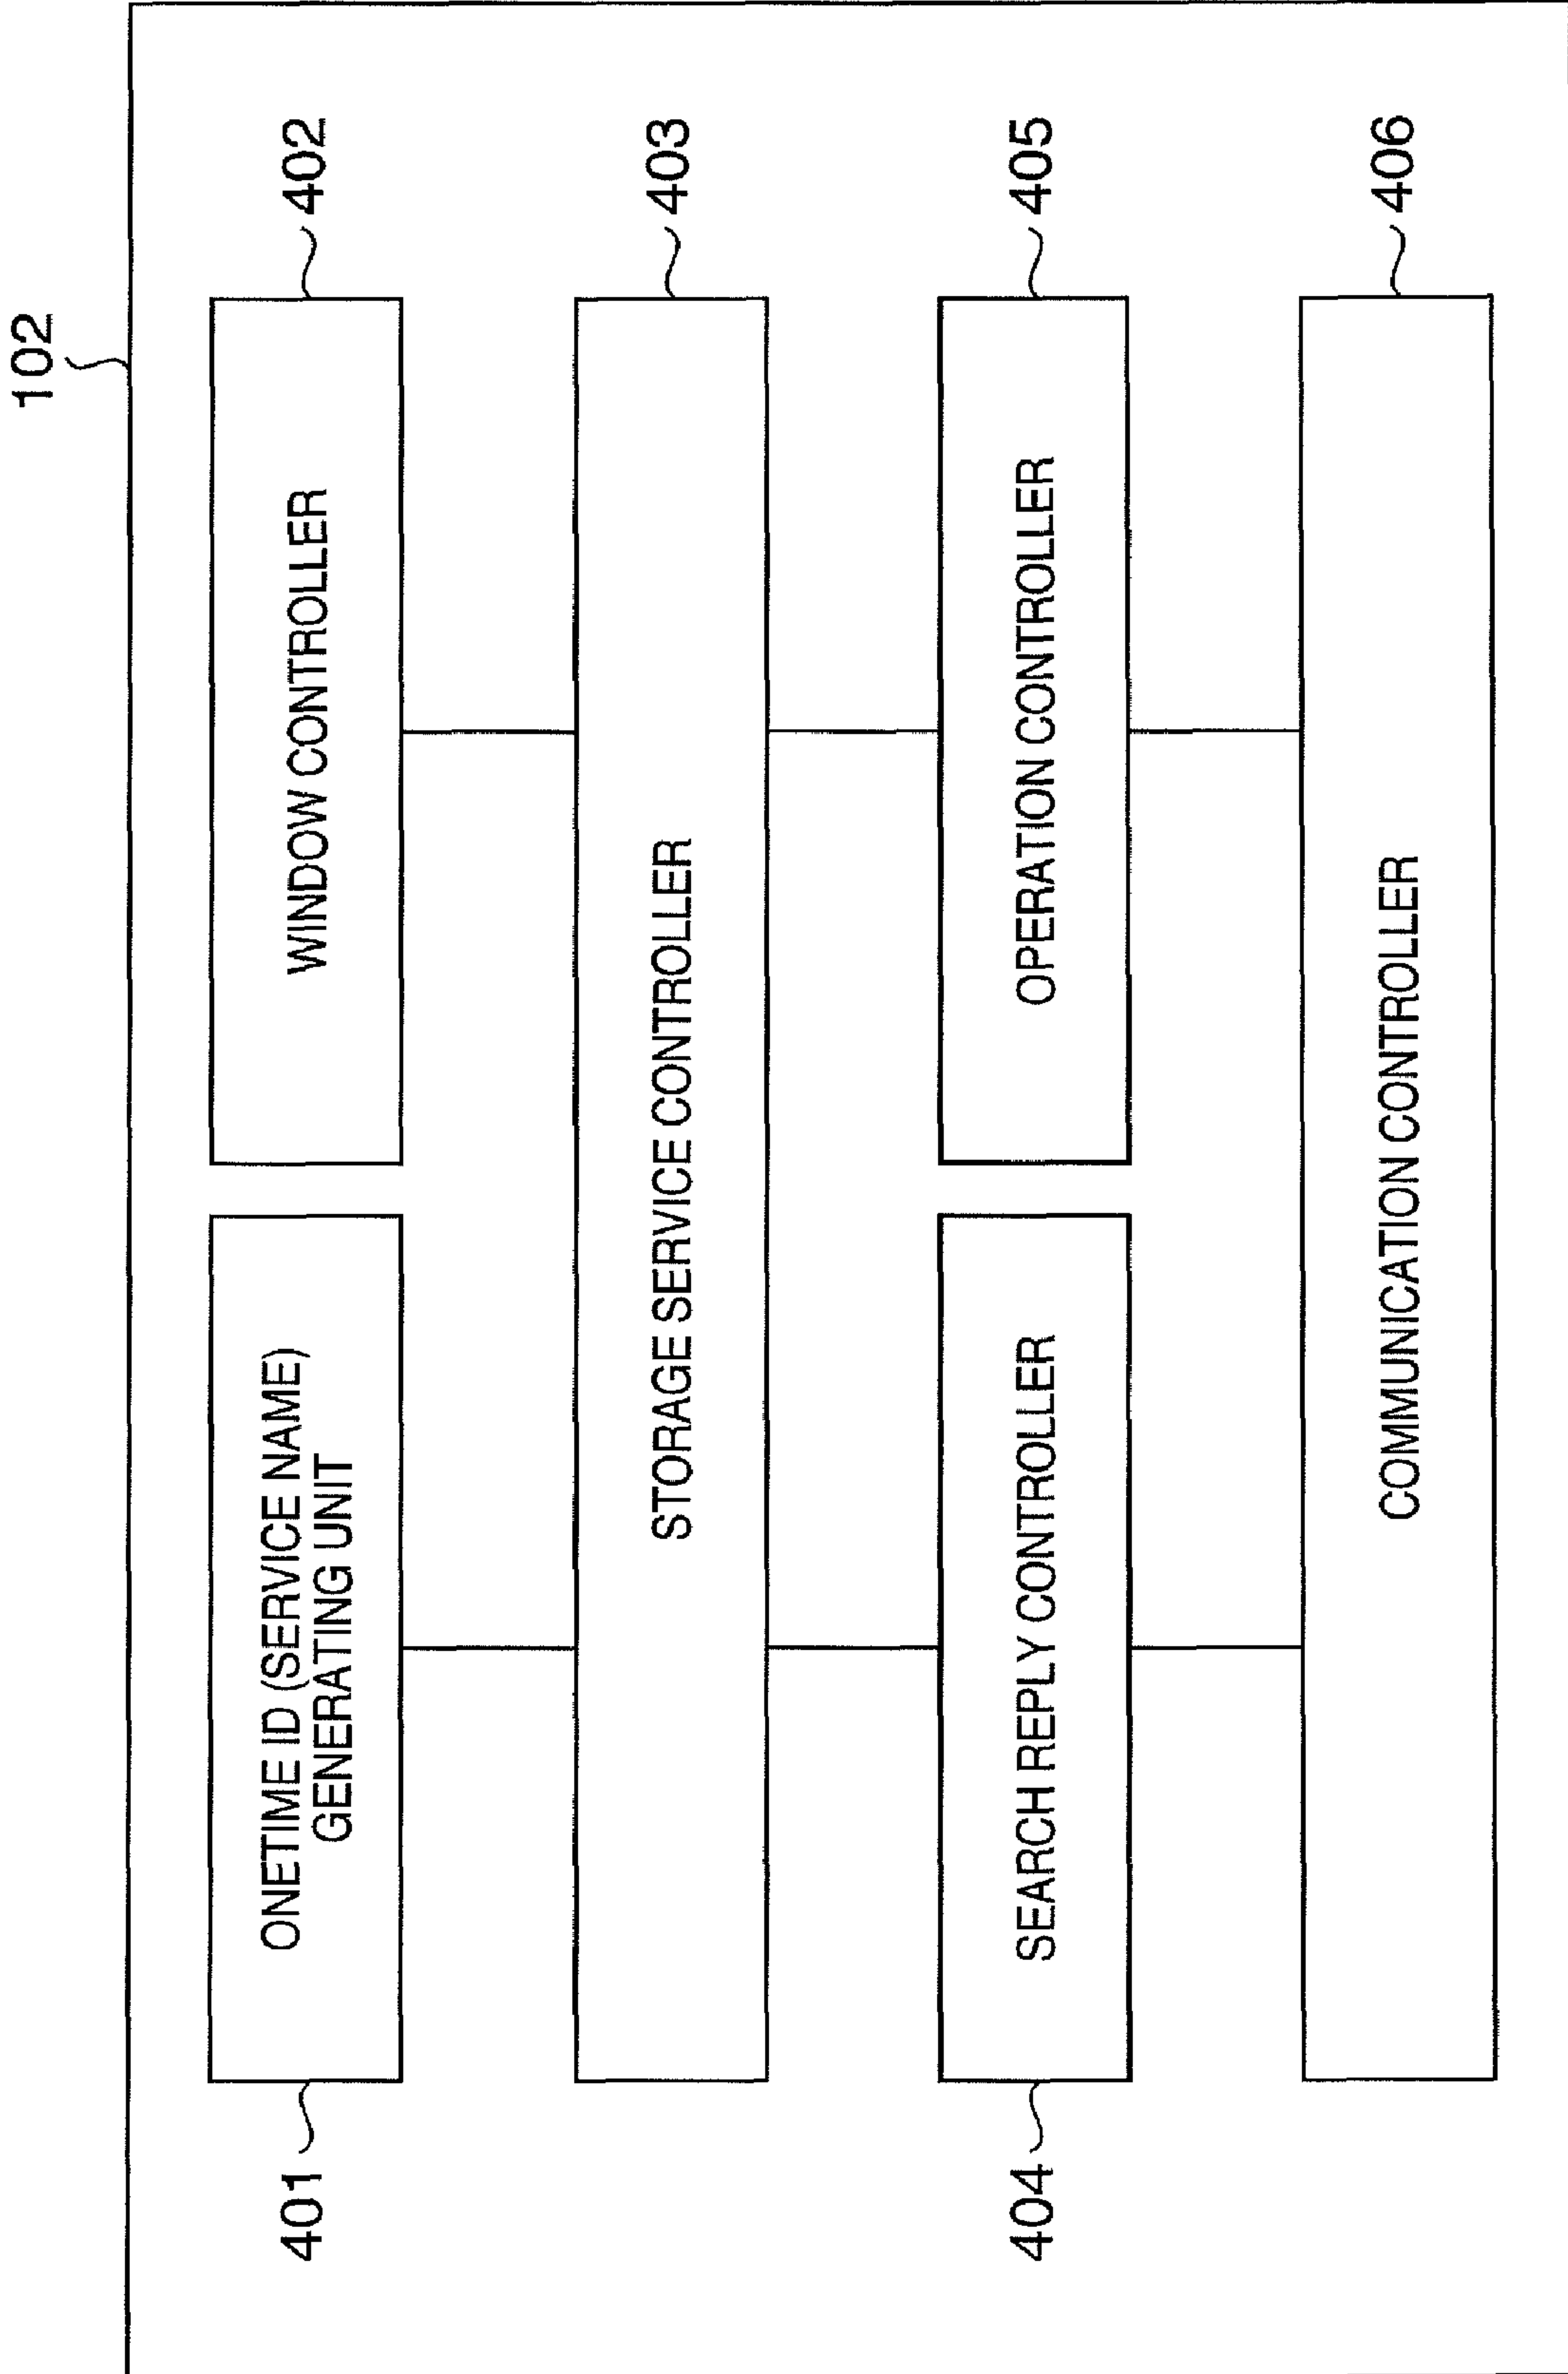 102
ONETIME ID (SERVICE NAME)
GENERATING UNIT
401
WINDOW CONTROLLER
402
STORAGE SERVICE CONTROLLER
403
SEARCH REPLY CONTROLLER
404
OPERATION CONTROLLER
405
COMMUNICATION CONTROLLER
406